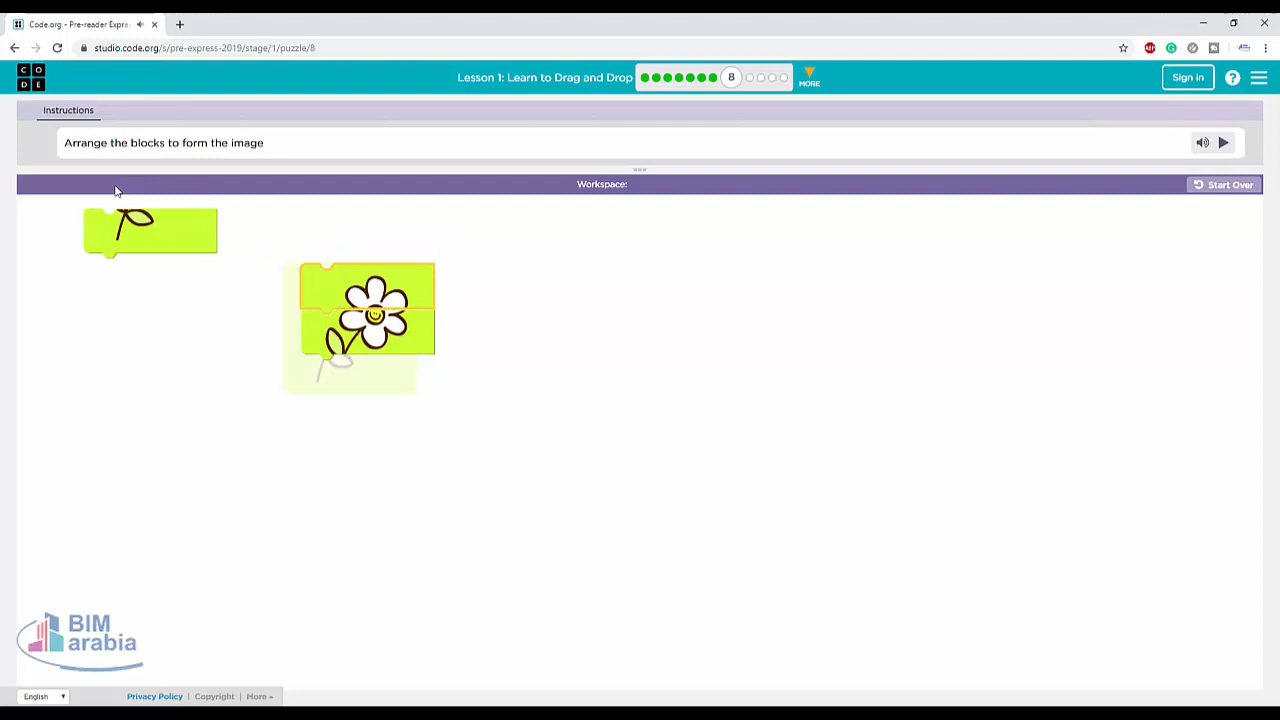 Code.org - Pre-reader Expre
studio.code.org/s/pre-express-2019/stage/1/puzzle/8
C O
D E
Lesson 1: Learn to Drag and Drop
8
MORE
Sign in
?
Instructions
Arrange the blocks to form the image
Workspace:
Start Over
BIM
arabia
English
Privacy Policy | Copyright | More